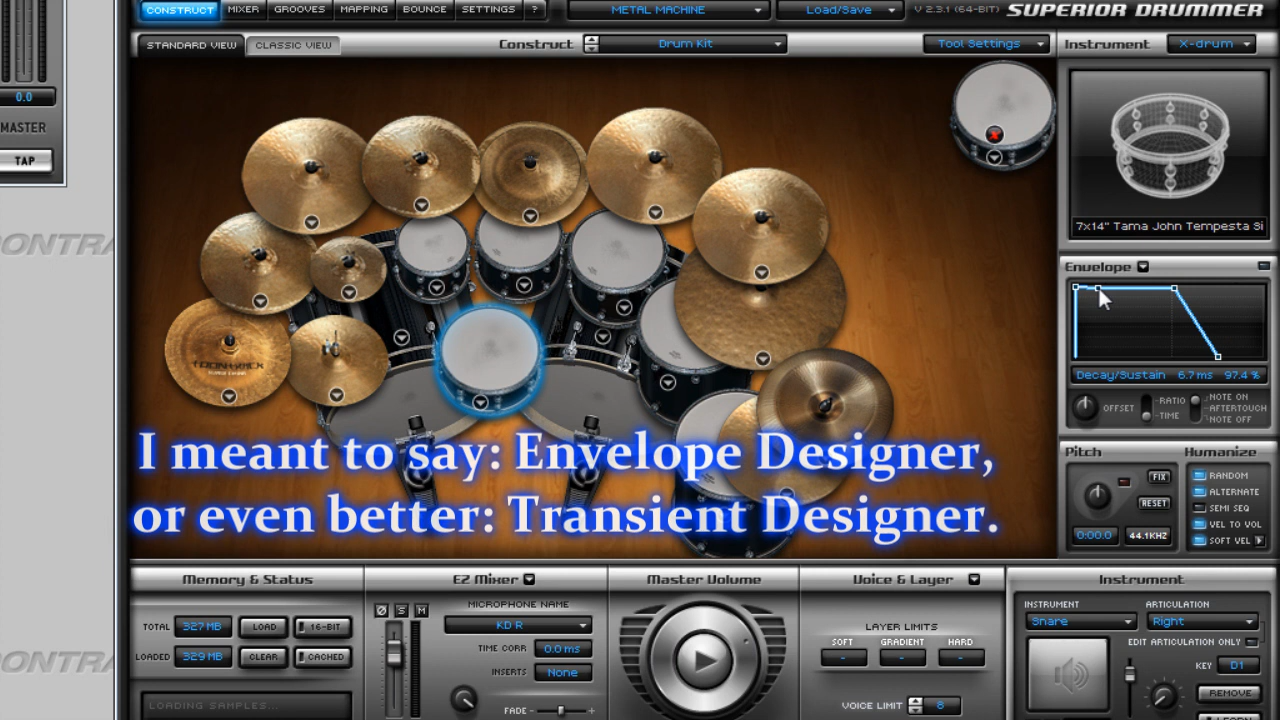 CONSTRUCT MIXER GROOVES MAPPING BOUNCE SETTINGS ? METAL MACHINE Load/Save V 2.3.1 (64-BIT) SUPERIOR DRUMMER
STANDARD VIEW CLASSIC VIEW Construct Drum Kit Tool Settings Instrument X-drum
0.0
MASTER
TAP
7x14" Tama John Tempesta Si
Envelope
Decay/Sustain 6.7 ms 97.4 %
OFFSET RATIO TIME NOTE ON AFTERTOUCH NOTE OFF
TOONTRACK
I meant to say: Envelope Designer,
or even better: Transient Designer.
Pitch Humanize
FIX RESET 0:00.0 44.1KHZ
RANDOM
ALTERNATE
SEMI SEQ
VEL TO VOL
SOFT VEL
Memory & Status EZ Mixer Master Volume Voice & Layer Instrument
TOTAL 327 MB LOAD 16-BIT
LOADED 329 MB CLEAR CACHED
LOADING SAMPLES...
Ø S M
MICROPHONE NAME
KD R
TIME CORR 0.0 ms
INSERTS None
FADE - +
LAYER LIMITS
SOFT GRADIENT HARD
- - -
VOICE LIMIT 8
INSTRUMENT ARTICULATION
Snare Right
EDIT ARTICULATION ONLY
KEY D1
REMOVE
LEARN